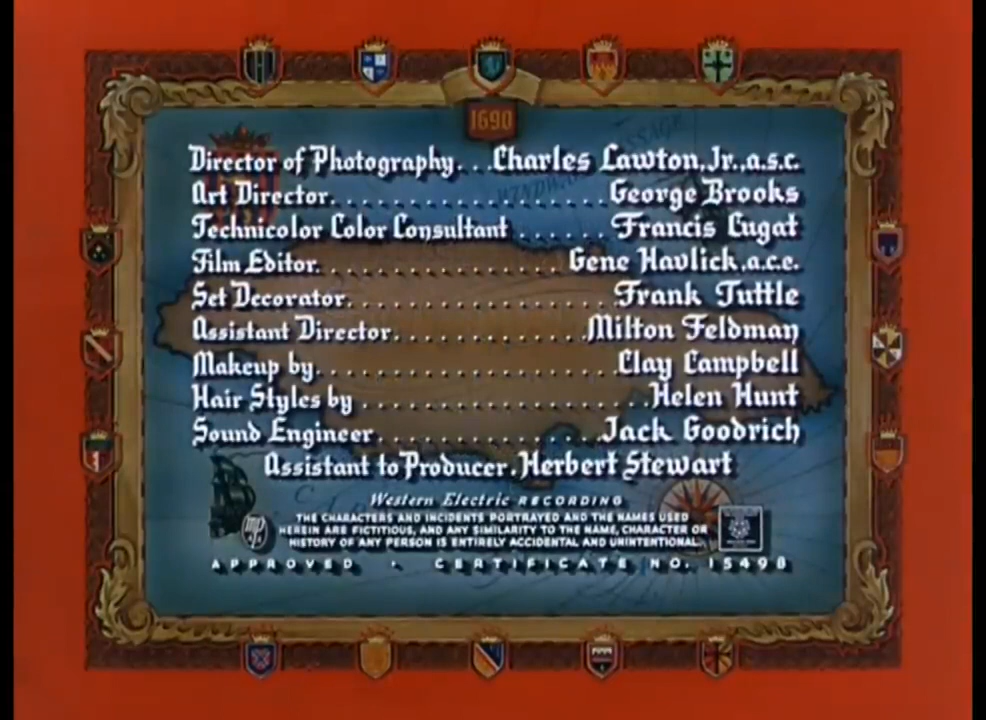 1690
Director of Photography. . .Charles Lawton, Jr., a.s.c.
Art Director. . . . . . . . . . . . . . . . . . .George Brooks
Technicolor Color Consultant . . . . . . Francis Cugat
Film Editor. . . . . . . . . . . . . . . . Gene Havlick, a.c.e.
Set Decorator. . . . . . . . . . . . . . . . . .Frank Tuttle
Assistant Director. . . . . . . . . . . . .Milton Feldman
Makeup by. . . . . . . . . . . . . . . . . . . .Clay Campbell
Hair Styles by . . . . . . . . . . . . . . . . . . .Helen Hunt
Sound Engineer. . . . . . . . . . . . . . .Jack Goodrich
Assistant to Producer. Herbert Stewart
Western Electric RECORDING
THE CHARACTERS AND INCIDENTS PORTRAYED AND THE NAMES USED
HEREIN ARE FICTITIOUS, AND ANY SIMILARITY TO THE NAME, CHARACTER OR
HISTORY OF ANY PERSON IS ENTIRELY ACCIDENTAL AND UNINTENTIONAL.
APPROVED · CERTIFICATE NO. 15498